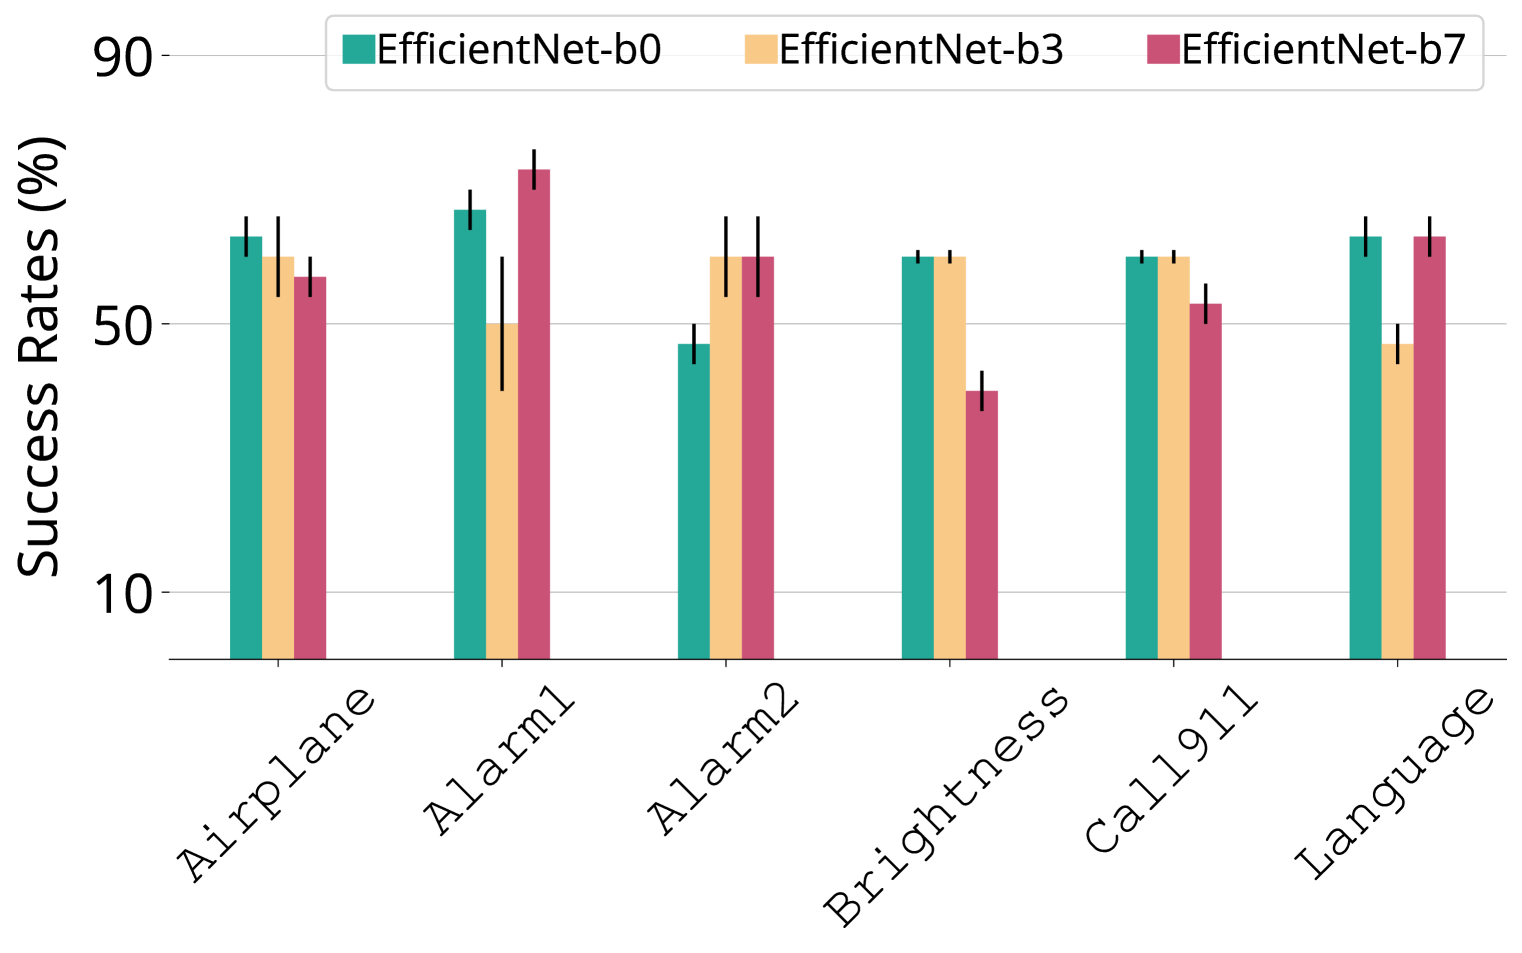 EfficientNet-b0 EfficientNet-b3 EfficientNet-b7
Success Rates (%)
90
50
10
Airplane
Alarm1
Alarm2
Brightness
Call911
Language